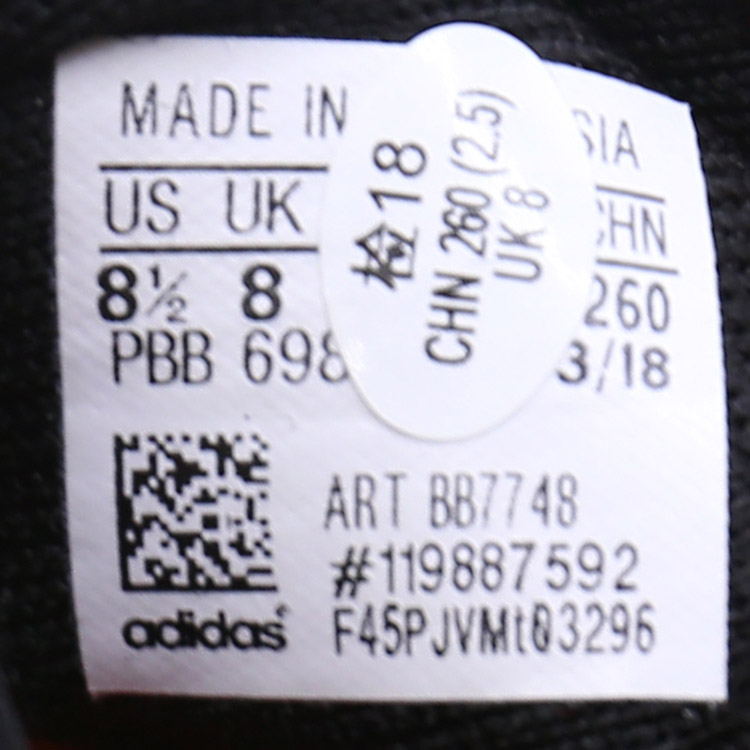 MADE IN SIA
US UK CHN
8½ 8 260
PBB 698 3/18
检18
CHN 260 (2.5)
UK 8
ART BB7748
#119887592
F45PJVMt03296
adidas